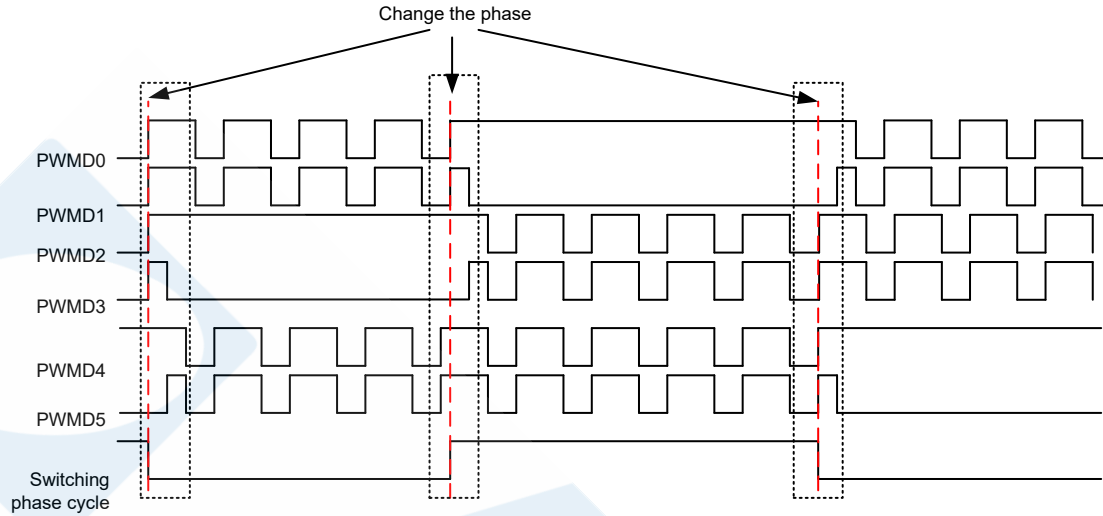 Change the phase
PWMD0
PWMD1
PWMD2
PWMD3
PWMD4
PWMD5
Switching
phase cycle